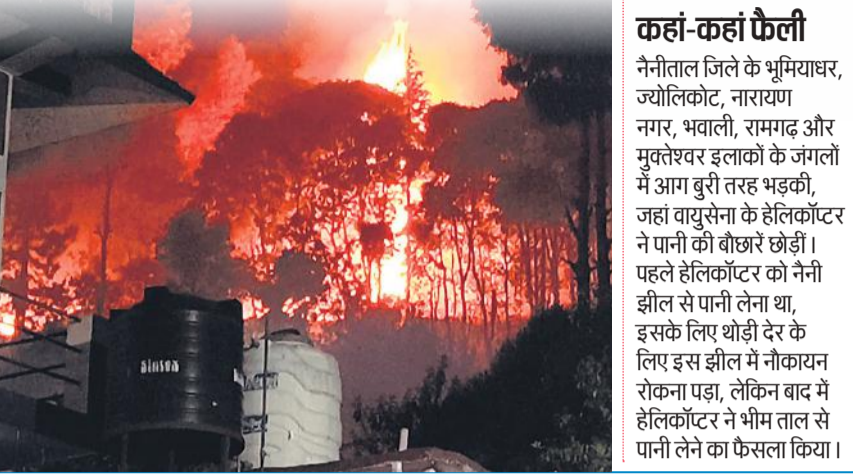 कहां-कहां फैली
नैनीताल जिले के भूमियाधर,
ज्योलिकोट, नारायण
नगर, भवाली, रामगढ़ और
मुक्तेश्वर इलाकों के जंगलों
में आग बुरी तरह भड़की,
जहां वायुसेना के हेलिकॉप्टर
ने पानी की बौछारें छोड़ीं।
पहले हेलिकॉप्टर को नैनी
झील से पानी लेना था,
इसके लिए थोड़ी देर के
लिए इस झील में नौकायन
रोकना पड़ा, लेकिन बाद में
हेलिकॉप्टर ने भीम ताल से
पानी लेने का फैसला किया।
sintex